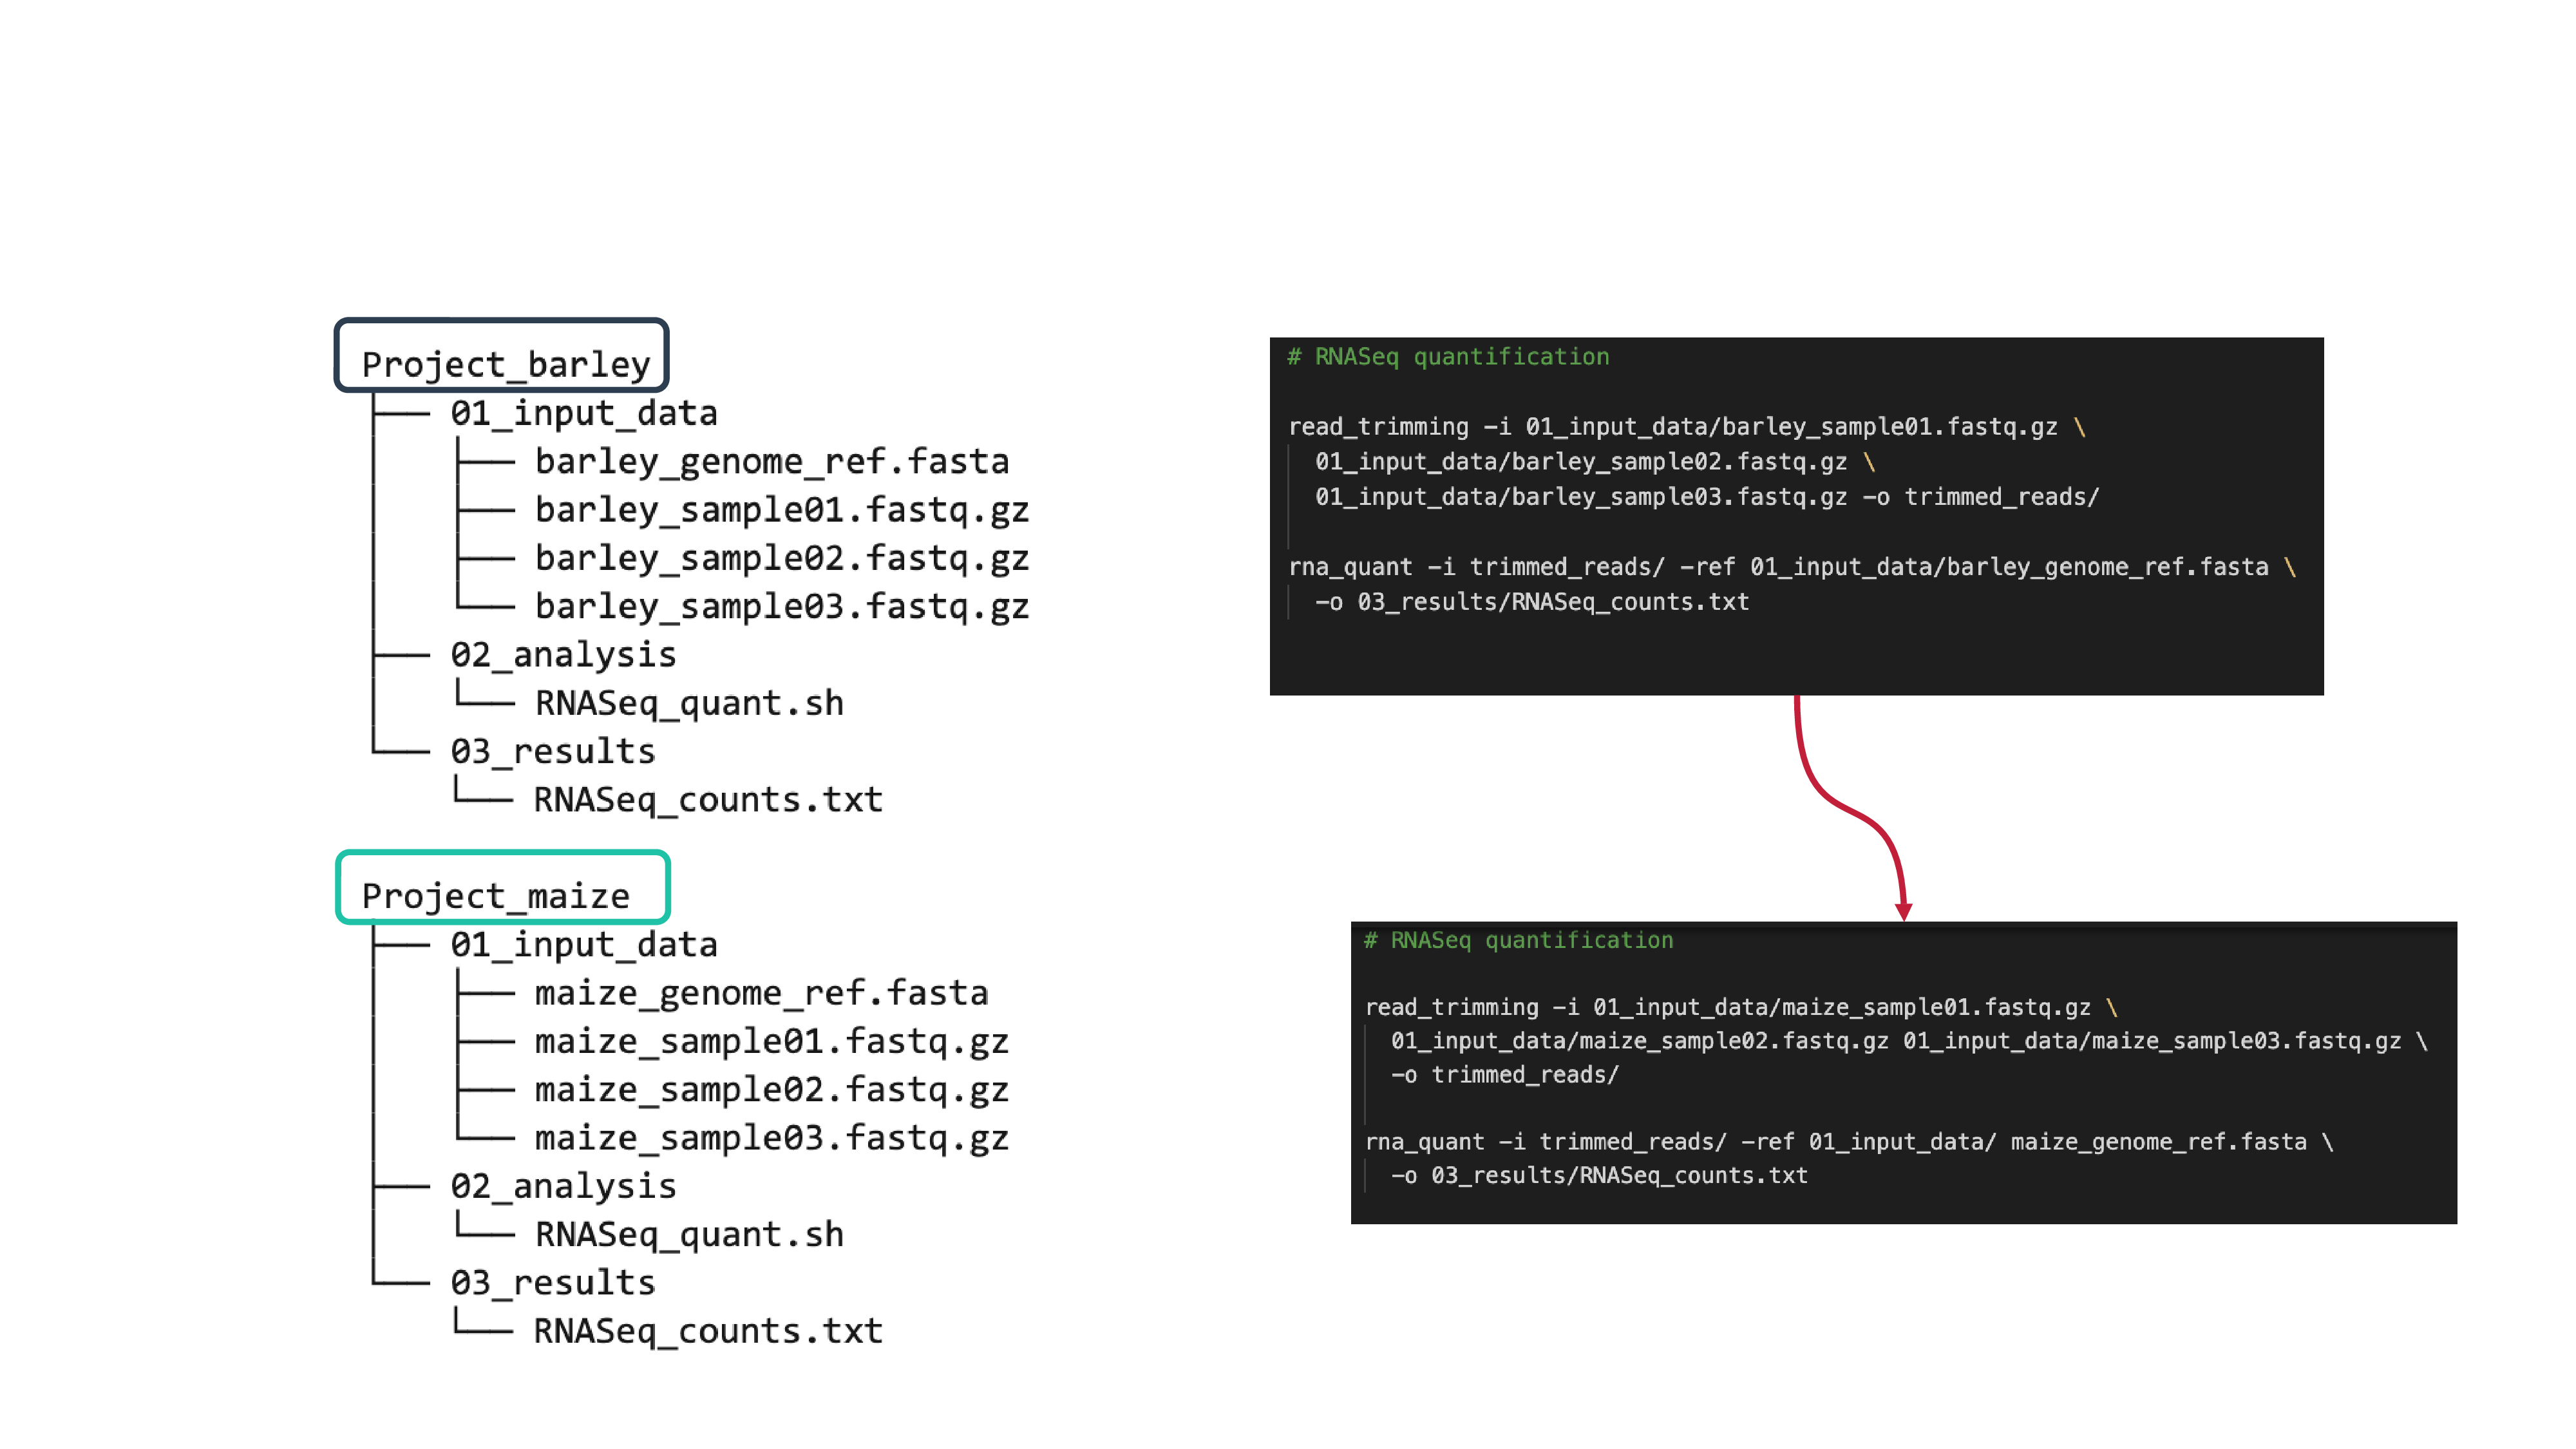 Project_barley
├── 01_input_data
│   ├── barley_genome_ref.fasta
│   ├── barley_sample01.fastq.gz
│   ├── barley_sample02.fastq.gz
│   └── barley_sample03.fastq.gz
├── 02_analysis
│   └── RNASeq_quant.sh
└── 03_results
    └── RNASeq_counts.txt
Project_maize
├── 01_input_data
│   ├── maize_genome_ref.fasta
│   ├── maize_sample01.fastq.gz
│   ├── maize_sample02.fastq.gz
│   └── maize_sample03.fastq.gz
├── 02_analysis
│   └── RNASeq_quant.sh
└── 03_results
    └── RNASeq_counts.txt
# RNASeq quantification
read_trimming -i 01_input_data/barley_sample01.fastq.gz \
01_input_data/barley_sample02.fastq.gz \
01_input_data/barley_sample03.fastq.gz -o trimmed_reads/
rna_quant -i trimmed_reads/ -ref 01_input_data/barley_genome_ref.fasta \
-o 03_results/RNASeq_counts.txt
# RNASeq quantification
read_trimming -i 01_input_data/maize_sample01.fastq.gz \
01_input_data/maize_sample02.fastq.gz 01_input_data/maize_sample03.fastq.gz \
-o trimmed_reads/
rna_quant -i trimmed_reads/ -ref 01_input_data/ maize_genome_ref.fasta \
-o 03_results/RNASeq_counts.txt